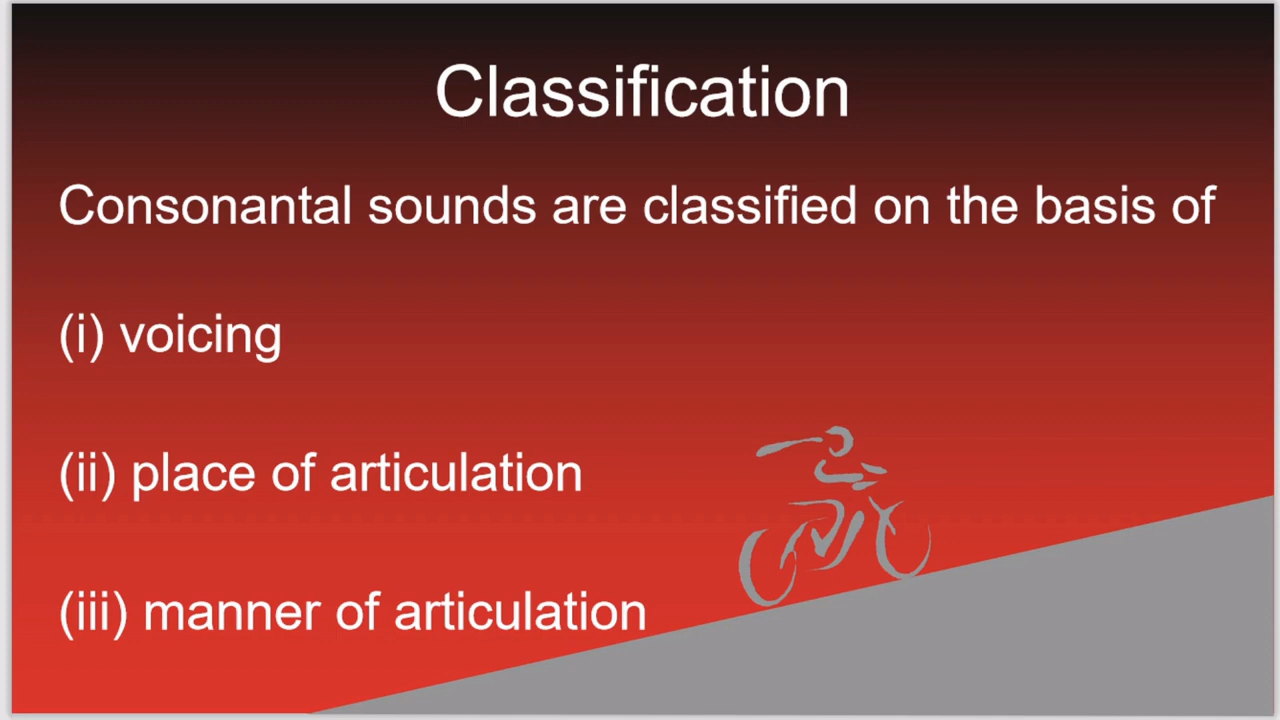 Classification
Consonantal sounds are classified on the basis of
(i) voicing
(ii) place of articulation
(iii) manner of articulation